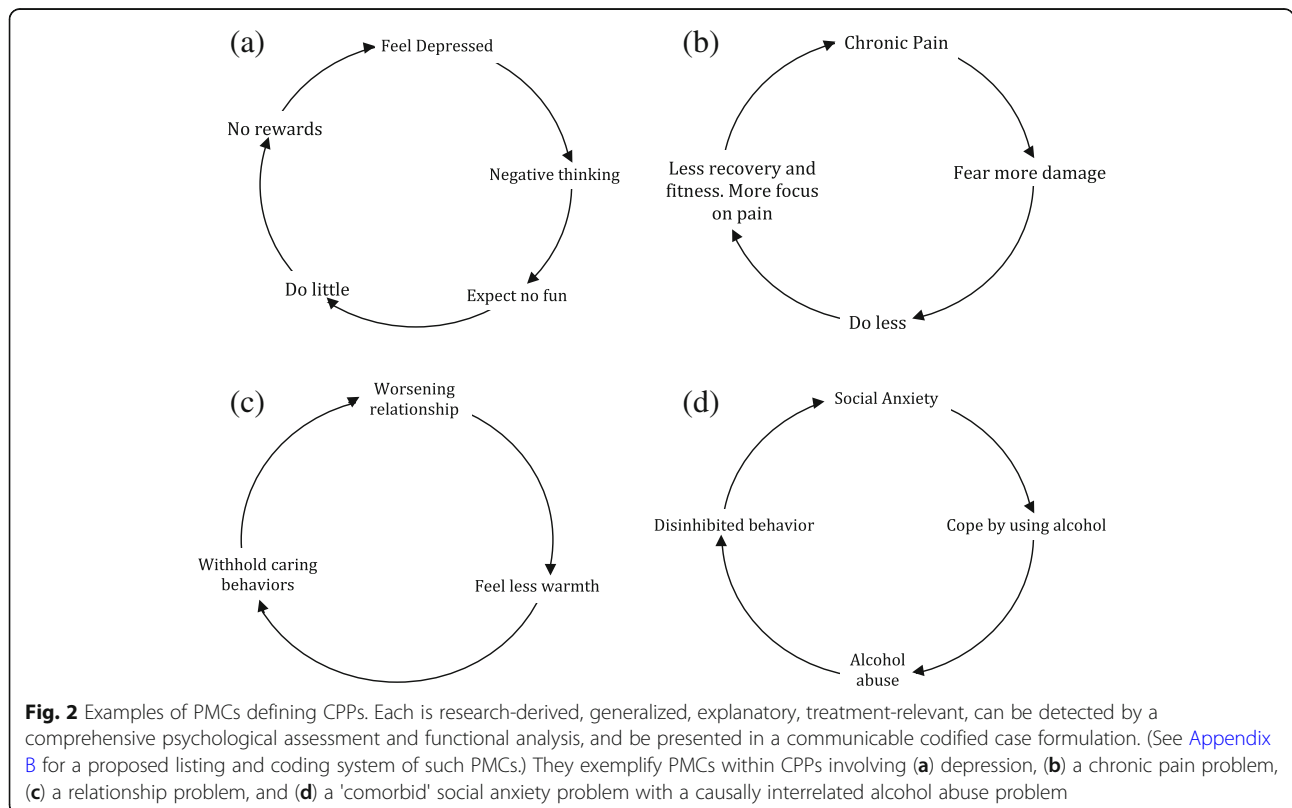 (a)
Feel Depressed
Negative thinking
Expect no fun
Do little
No rewards
(b)
Chronic Pain
Fear more damage
Do less
Less recovery and
fitness. More focus
on pain
(c)
Worsening
relationship
Feel less warmth
Withhold caring
behaviors
(d)
Social Anxiety
Cope by using alcohol
Alcohol
abuse
Disinhibited behavior
Fig. 2 Examples of PMCs defining CPPs. Each is research-derived, generalized, explanatory, treatment-relevant, can be detected by a
comprehensive psychological assessment and functional analysis, and be presented in a communicable codified case formulation. (See Appendix
B for a proposed listing and coding system of such PMCs.) They exemplify PMCs within CPPs involving (a) depression, (b) a chronic pain problem,
(c) a relationship problem, and (d) a 'comorbid' social anxiety problem with a causally interrelated alcohol abuse problem